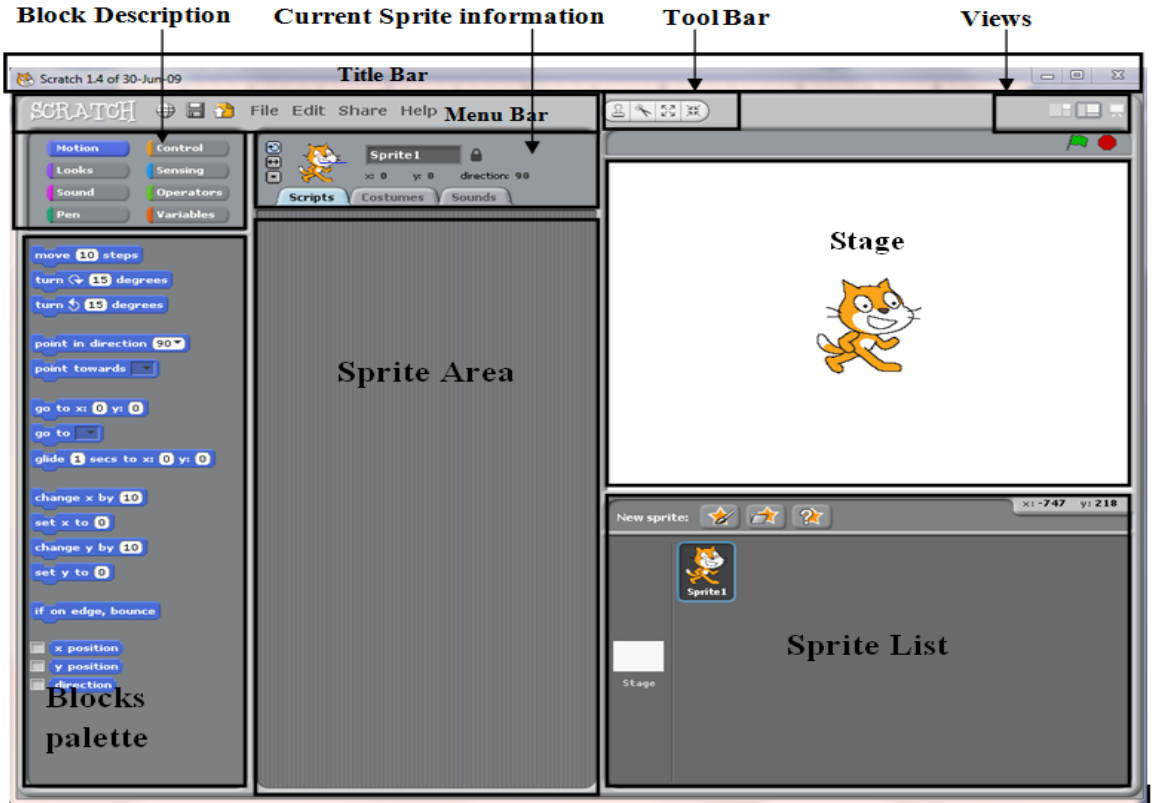 Block Description Current Sprite information Tool Bar Views
Scratch 1.4 of 30-Jun-09 Title Bar
SCRATCH File Edit Share Help Menu Bar
Motion Control
Looks Sensing
Sound Operators
Pen Variables
Sprite1
x: 0 y: 0 direction: 90
Scripts Costumes Sounds
move 10 steps
turn 15 degrees
turn 15 degrees
point in direction 90
point towards
go to x: 0 y: 0
go to
glide 1 secs to x: 0 y: 0
change x by 10
set x to 0
change y by 10
set y to 0
if on edge, bounce
x position
y position
direction
Blocks
palette
Sprite Area
Stage
x: -747 y: 218
New sprite:
Sprite1
Stage
Sprite List